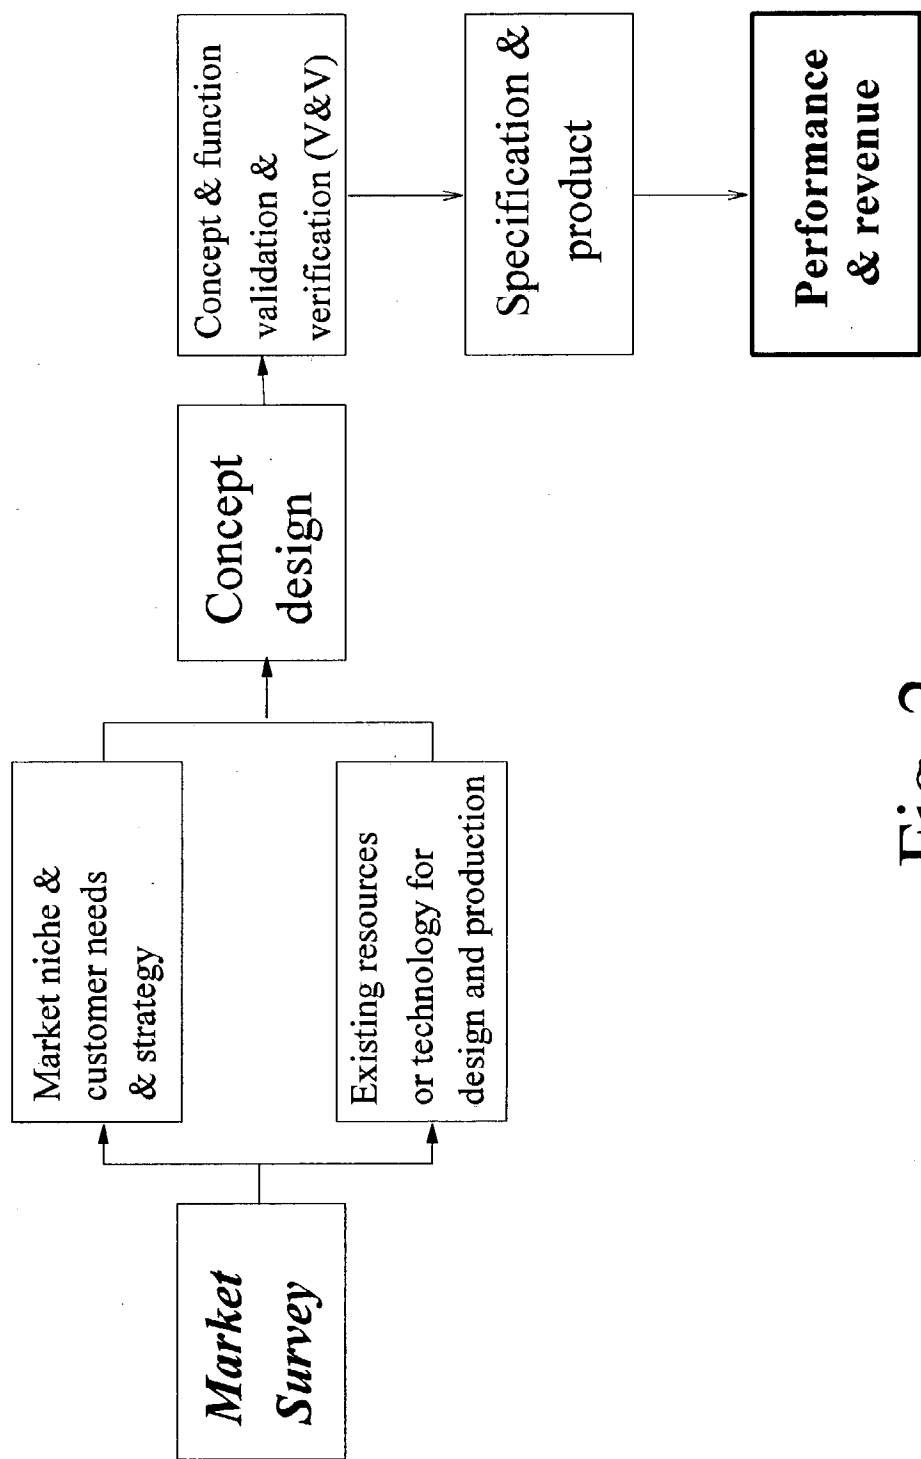 Market
Survey
Market niche &
customer needs
& strategy
Existing resources
or technology for
design and production
Concept
design
Concept & function
validation &
verification (V&V)
Specification &
product
Performance
& revenue